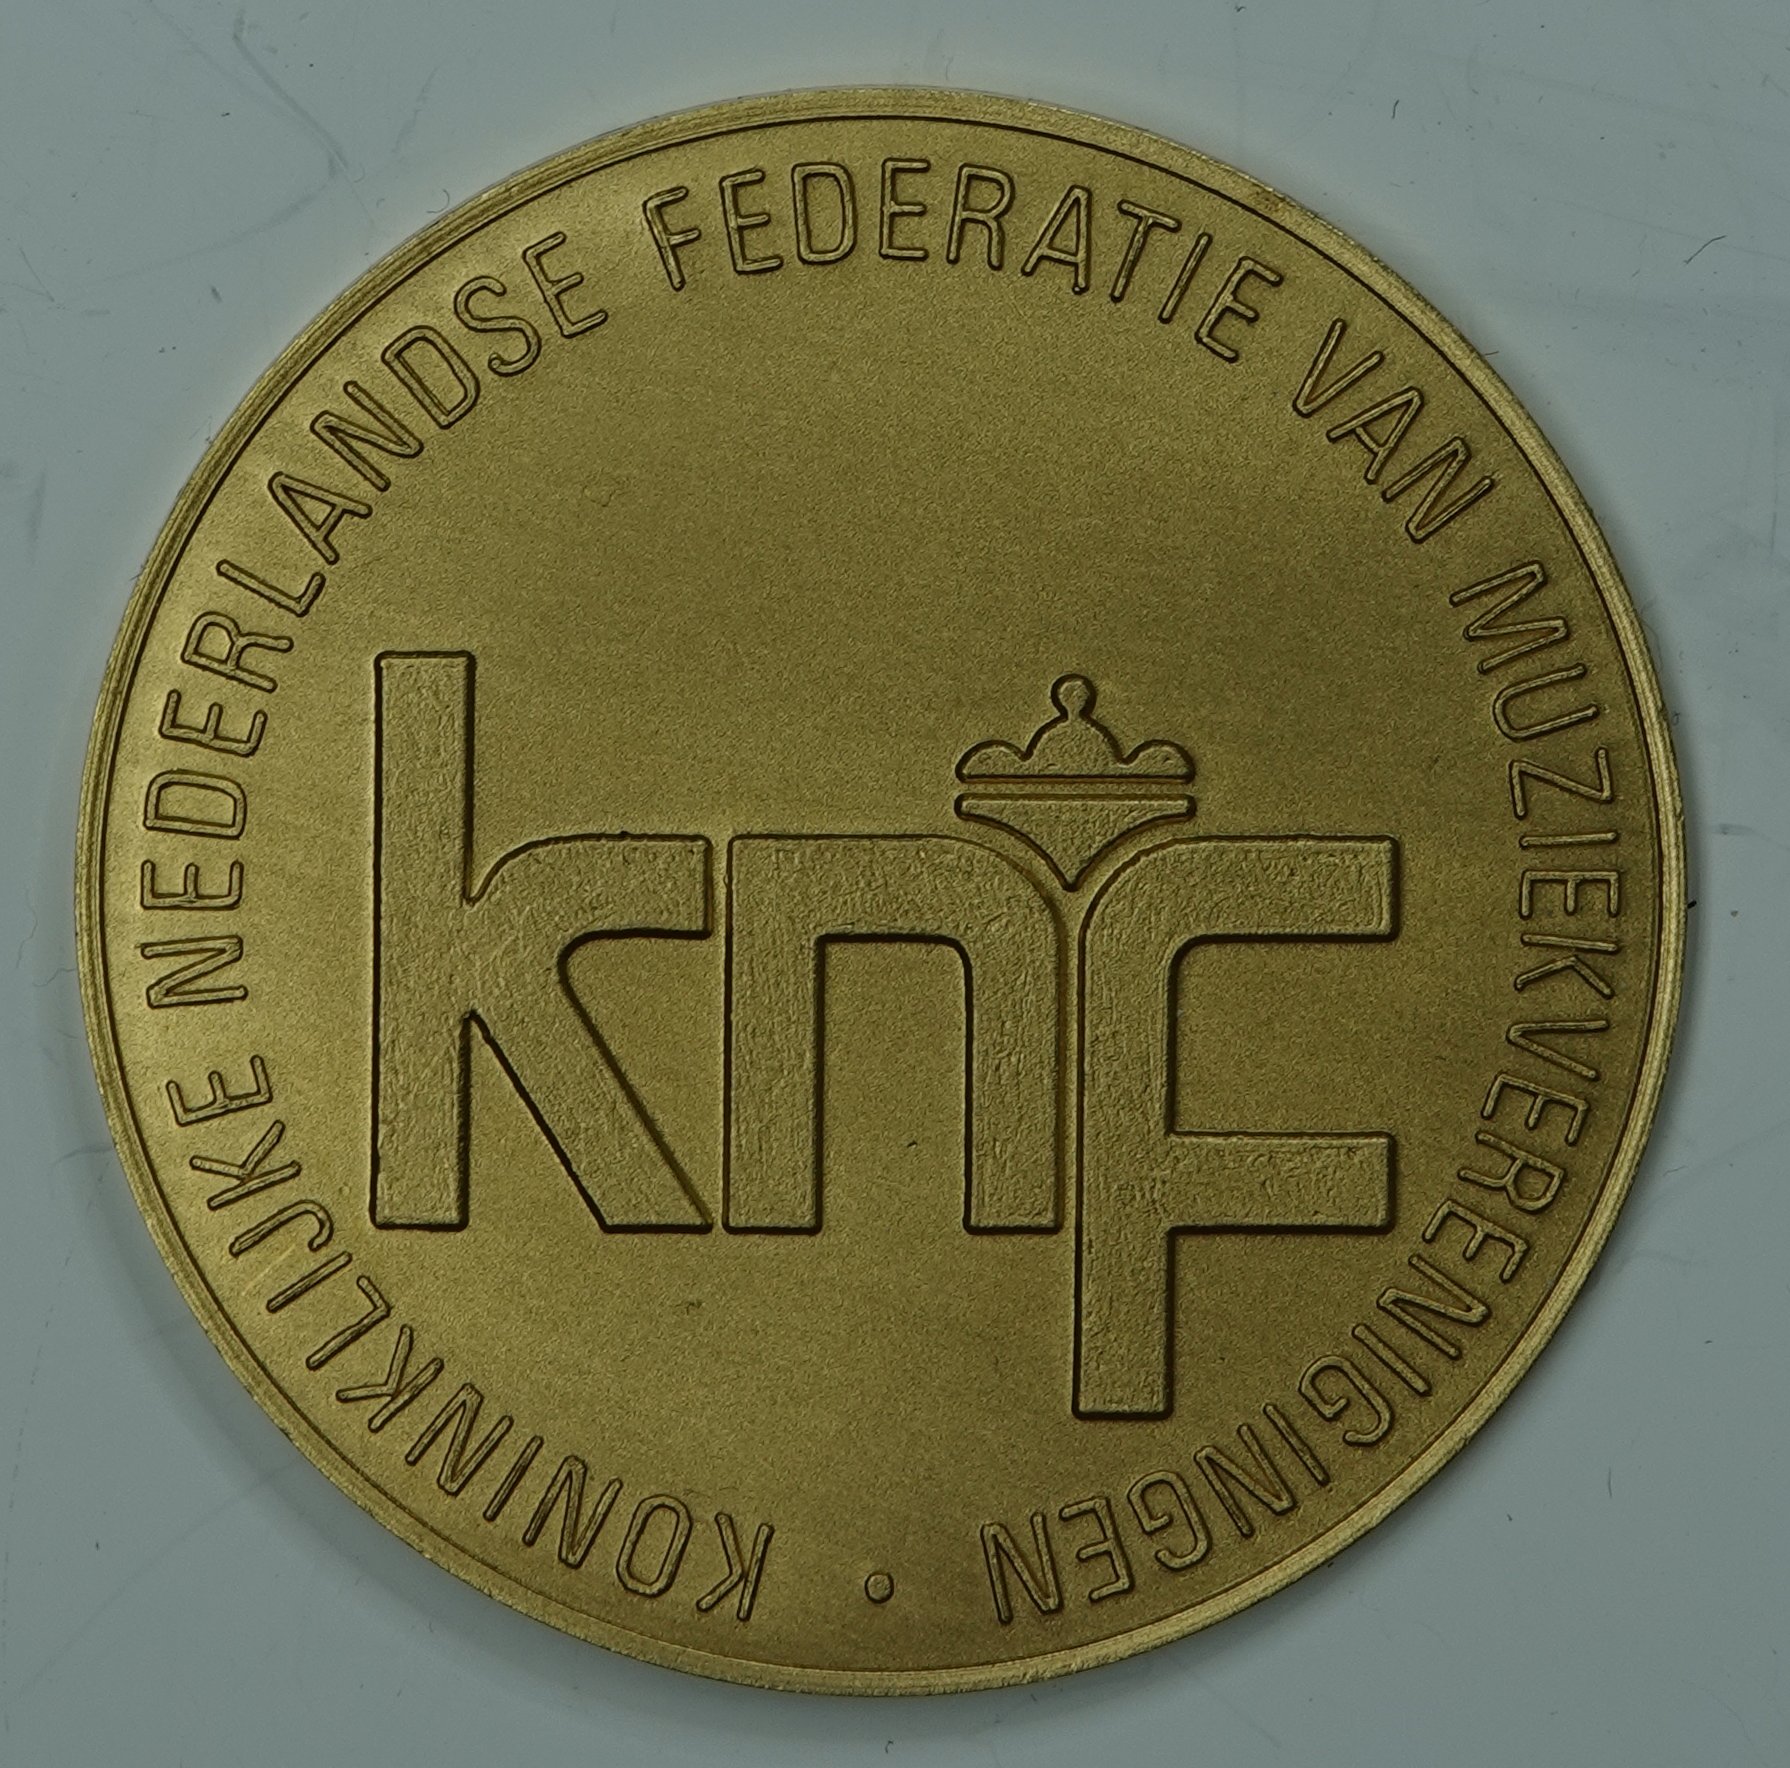 KONINKLIJKE NEDERLANDSE FEDERATIE VAN MUZIEKVERENIGINGEN •
knf